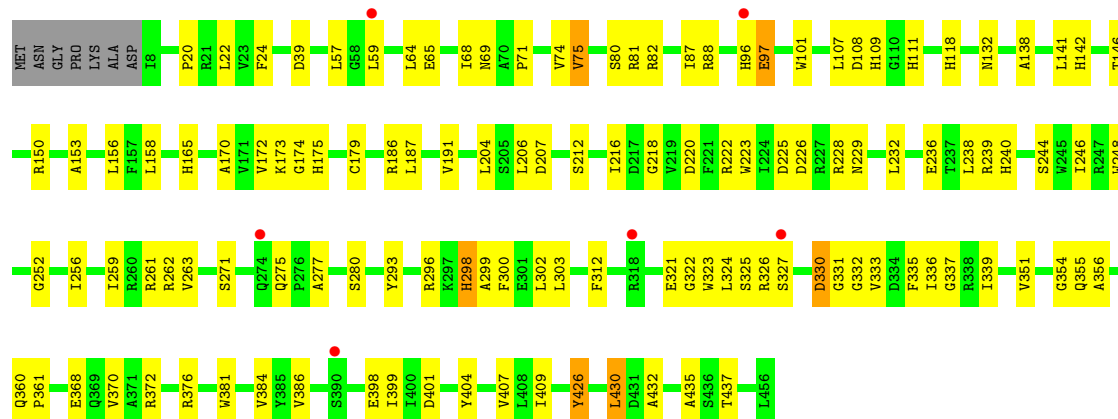 MET ASN GLY PRO LYS ALA ASP I8 P20 R21 L22 V23 F24 D39 L57 G58 L59 L64 E65 I68 N69 A70 P71 V74 V75 S80 R81 R82 I87 R88 H96 E97 W101 L107 D108 H109 G110 H111 H118 N132 A138 L141 H142 T146
R150 A153 L156 F157 L158 H165 A170 V171 V172 K173 G174 H175 C179 R186 L187 V191 L204 S205 L206 D207 S212 I216 D217 G218 V219 D220 F221 R222 W223 I224 D225 D226 R227 R228 N229 L232 E236 T237 L238 R239 H240 S244 W245 I246 R247 W248
G252 I256 I259 R260 R261 R262 V263 S271 Q274 Q275 P276 A277 S280 Y293 R296 K297 H298 A299 F300 E301 L302 L303 F312 R318 E321 G322 W323 L324 S325 R326 S327 D330 G331 G332 V333 D334 F335 I336 G337 R338 I339 V351 G354 Q355 A356
Q360 P361 E368 Q369 V370 A371 R372 R376 W381 V384 Y385 V386 S390 E398 I399 I400 D401 Y404 V407 L408 I409 Y426 L430 D431 A432 A435 S436 T437 L456